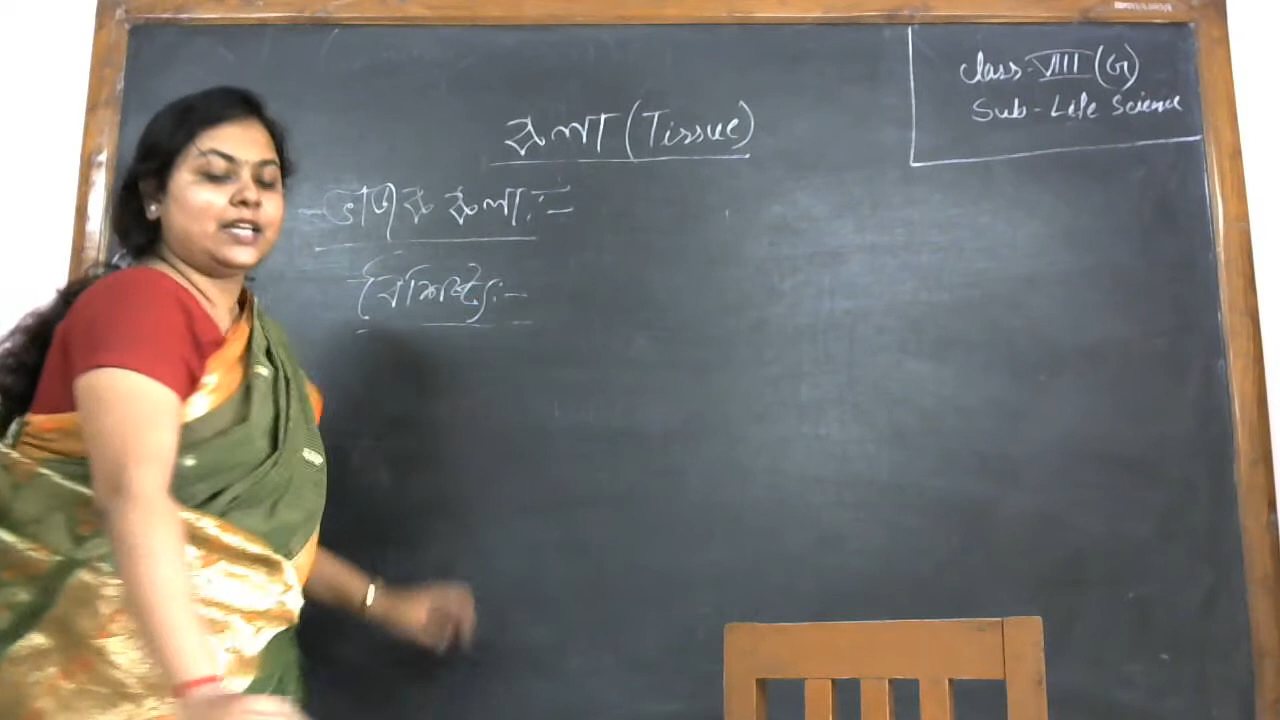 কলা (Tissue)
Class-VIII (G)
Sub-Life Science
ভাজক কলা :-
বৈশিষ্ট্য :-